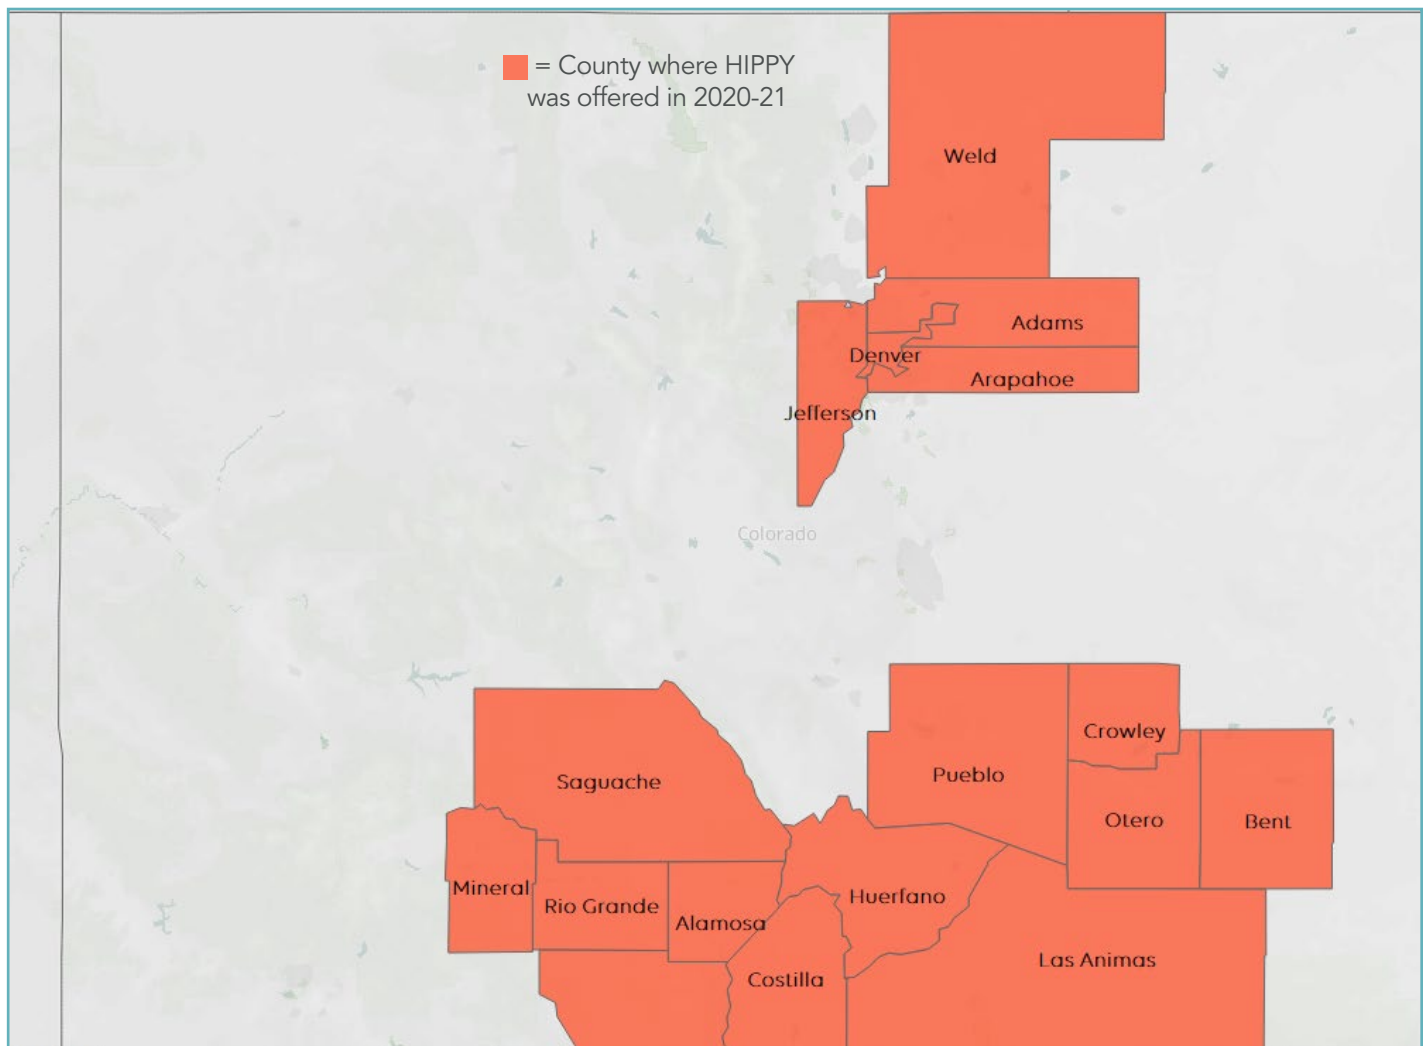 = County where HIPPY
was offered in 2020-21
Weld
Adams
Denver
Arapahoe
Jefferson
Colorado
Crowley
Pueblo
Saguache
Otero
Bent
Mineral
Huerfano
Rio Grande
Alamosa
Las Animas
Costilla